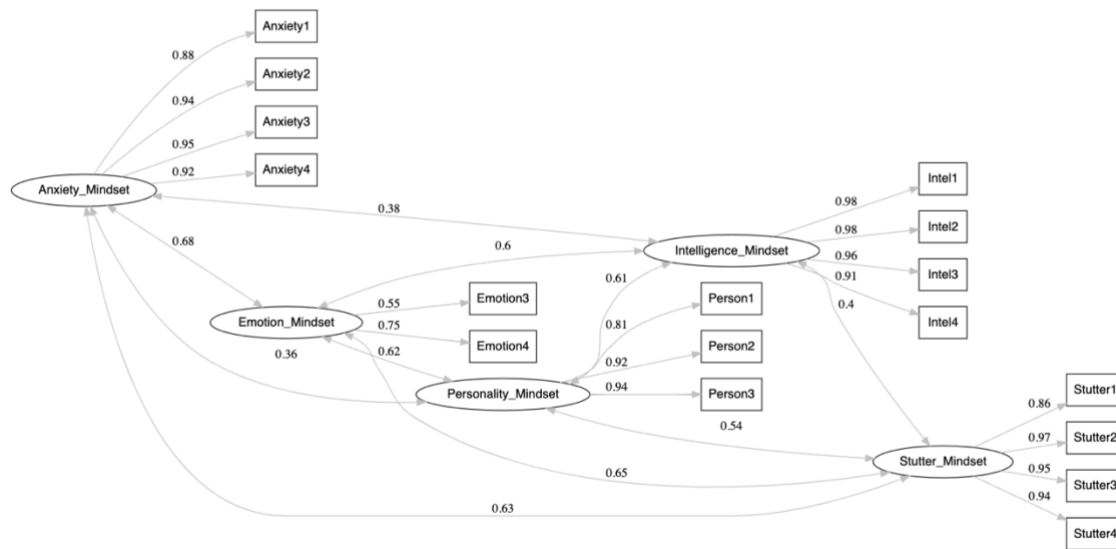 Anxiety1
0.88
Anxiety2
0.94
Anxiety3
0.95
Anxiety4
0.92
Anxiety_Mindset
0.38
0.68
0.6
Intel1
0.98
Intel2
0.98
Intelligence_Mindset
Intel3
0.96
0.91
Intel4
0.4
0.61
Emotion3
0.55
Emotion_Mindset
0.75
Emotion4
0.36
0.62
Person1
0.81
Person2
0.92
Personality_Mindset
0.94
Person3
0.54
Stutter1
0.86
Stutter2
0.97
Stutter_Mindset
0.95
Stutter3
0.94
Stutter4
0.65
0.63